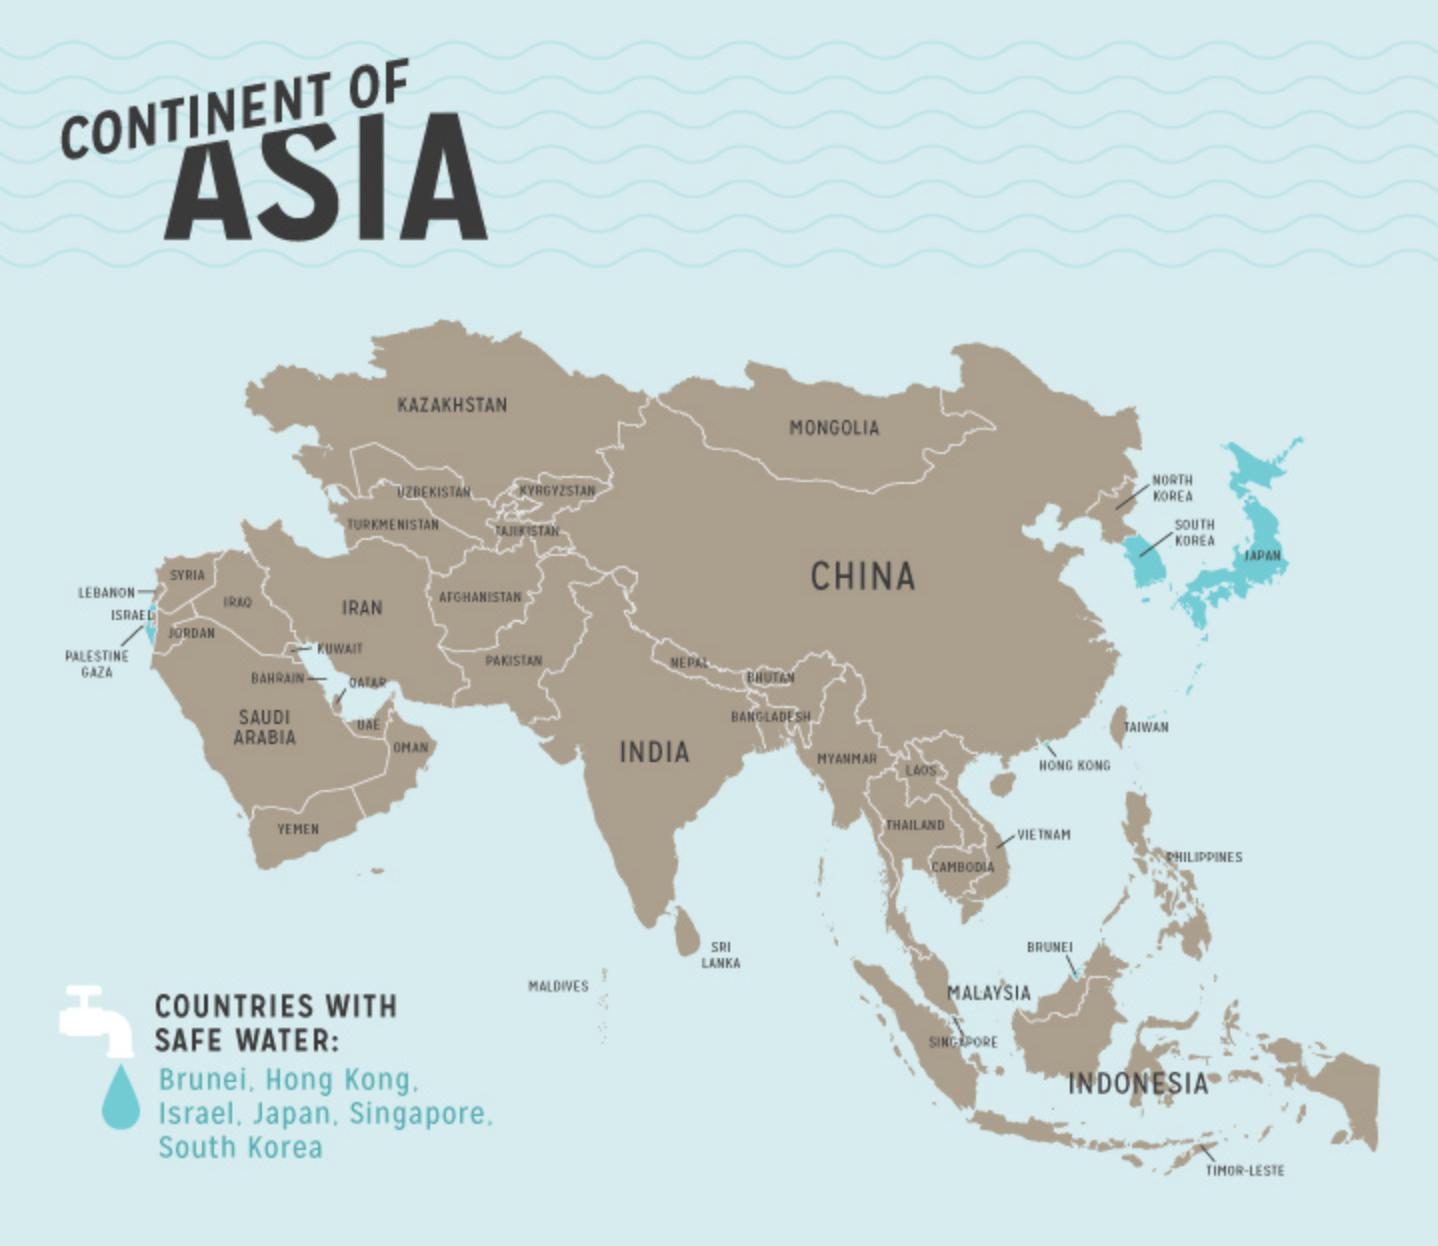 CONTINENT OF
ASIA
KAZAKHSTAN
MONGOLIA
UZBEKISTAN
KYRGYZSTAN
NORTH
KOREA
TURKMENISTAN
TAJIKISTAN
SOUTH
KOREA
JAPAN
CHINA
SYRIA
LEBANON
ISRAEL
IRAQ
IRAN
AFGHANISTAN
JORDAN
PALESTINE
GAZA
KUWAIT
PAKISTAN
NEPAL
BHUTAN
BAHRAIN
QATAR
SAUDI
ARABIA
UAE
OMAN
BANGLADESH
TAIWAN
INDIA
MYANMAR
LAOS
HONG KONG
YEMEN
THAILAND
VIETNAM
CAMBODIA
PHILIPPINES
SRI
LANKA
BRUNEI
MALDIVES
MALAYSIA
SINGAPORE
INDONESIA
TIMOR-LESTE
COUNTRIES WITH
SAFE WATER:
Brunei, Hong Kong,
Israel, Japan, Singapore,
South Korea